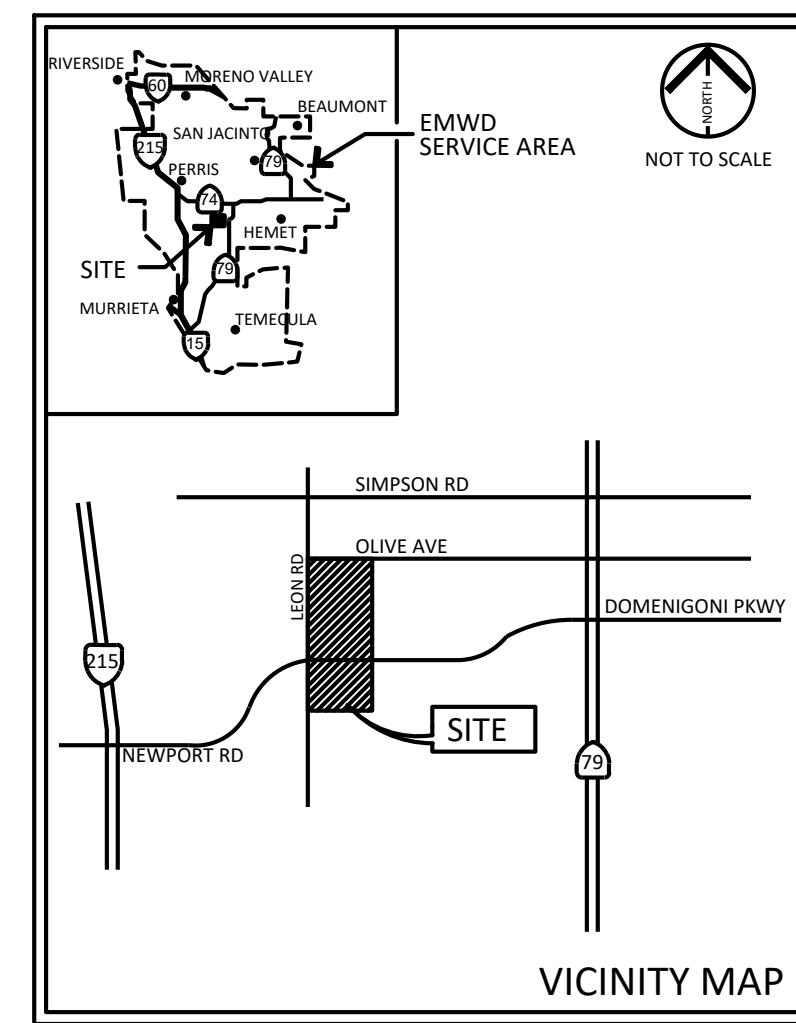 RIVERSIDE
60
MORENO VALLEY
BEAUMONT
SAN JACINTO
215
79
PERRIS
74
HEMET
SITE
79
MURRIETA
TEMECULA
15
EMWD
SERVICE AREA
NORTH
NOT TO SCALE
SIMPSON RD
OLIVE AVE
LEON RD
DOMENIGONI PKWY
215
SITE
NEWPORT RD
79
VICINITY MAP